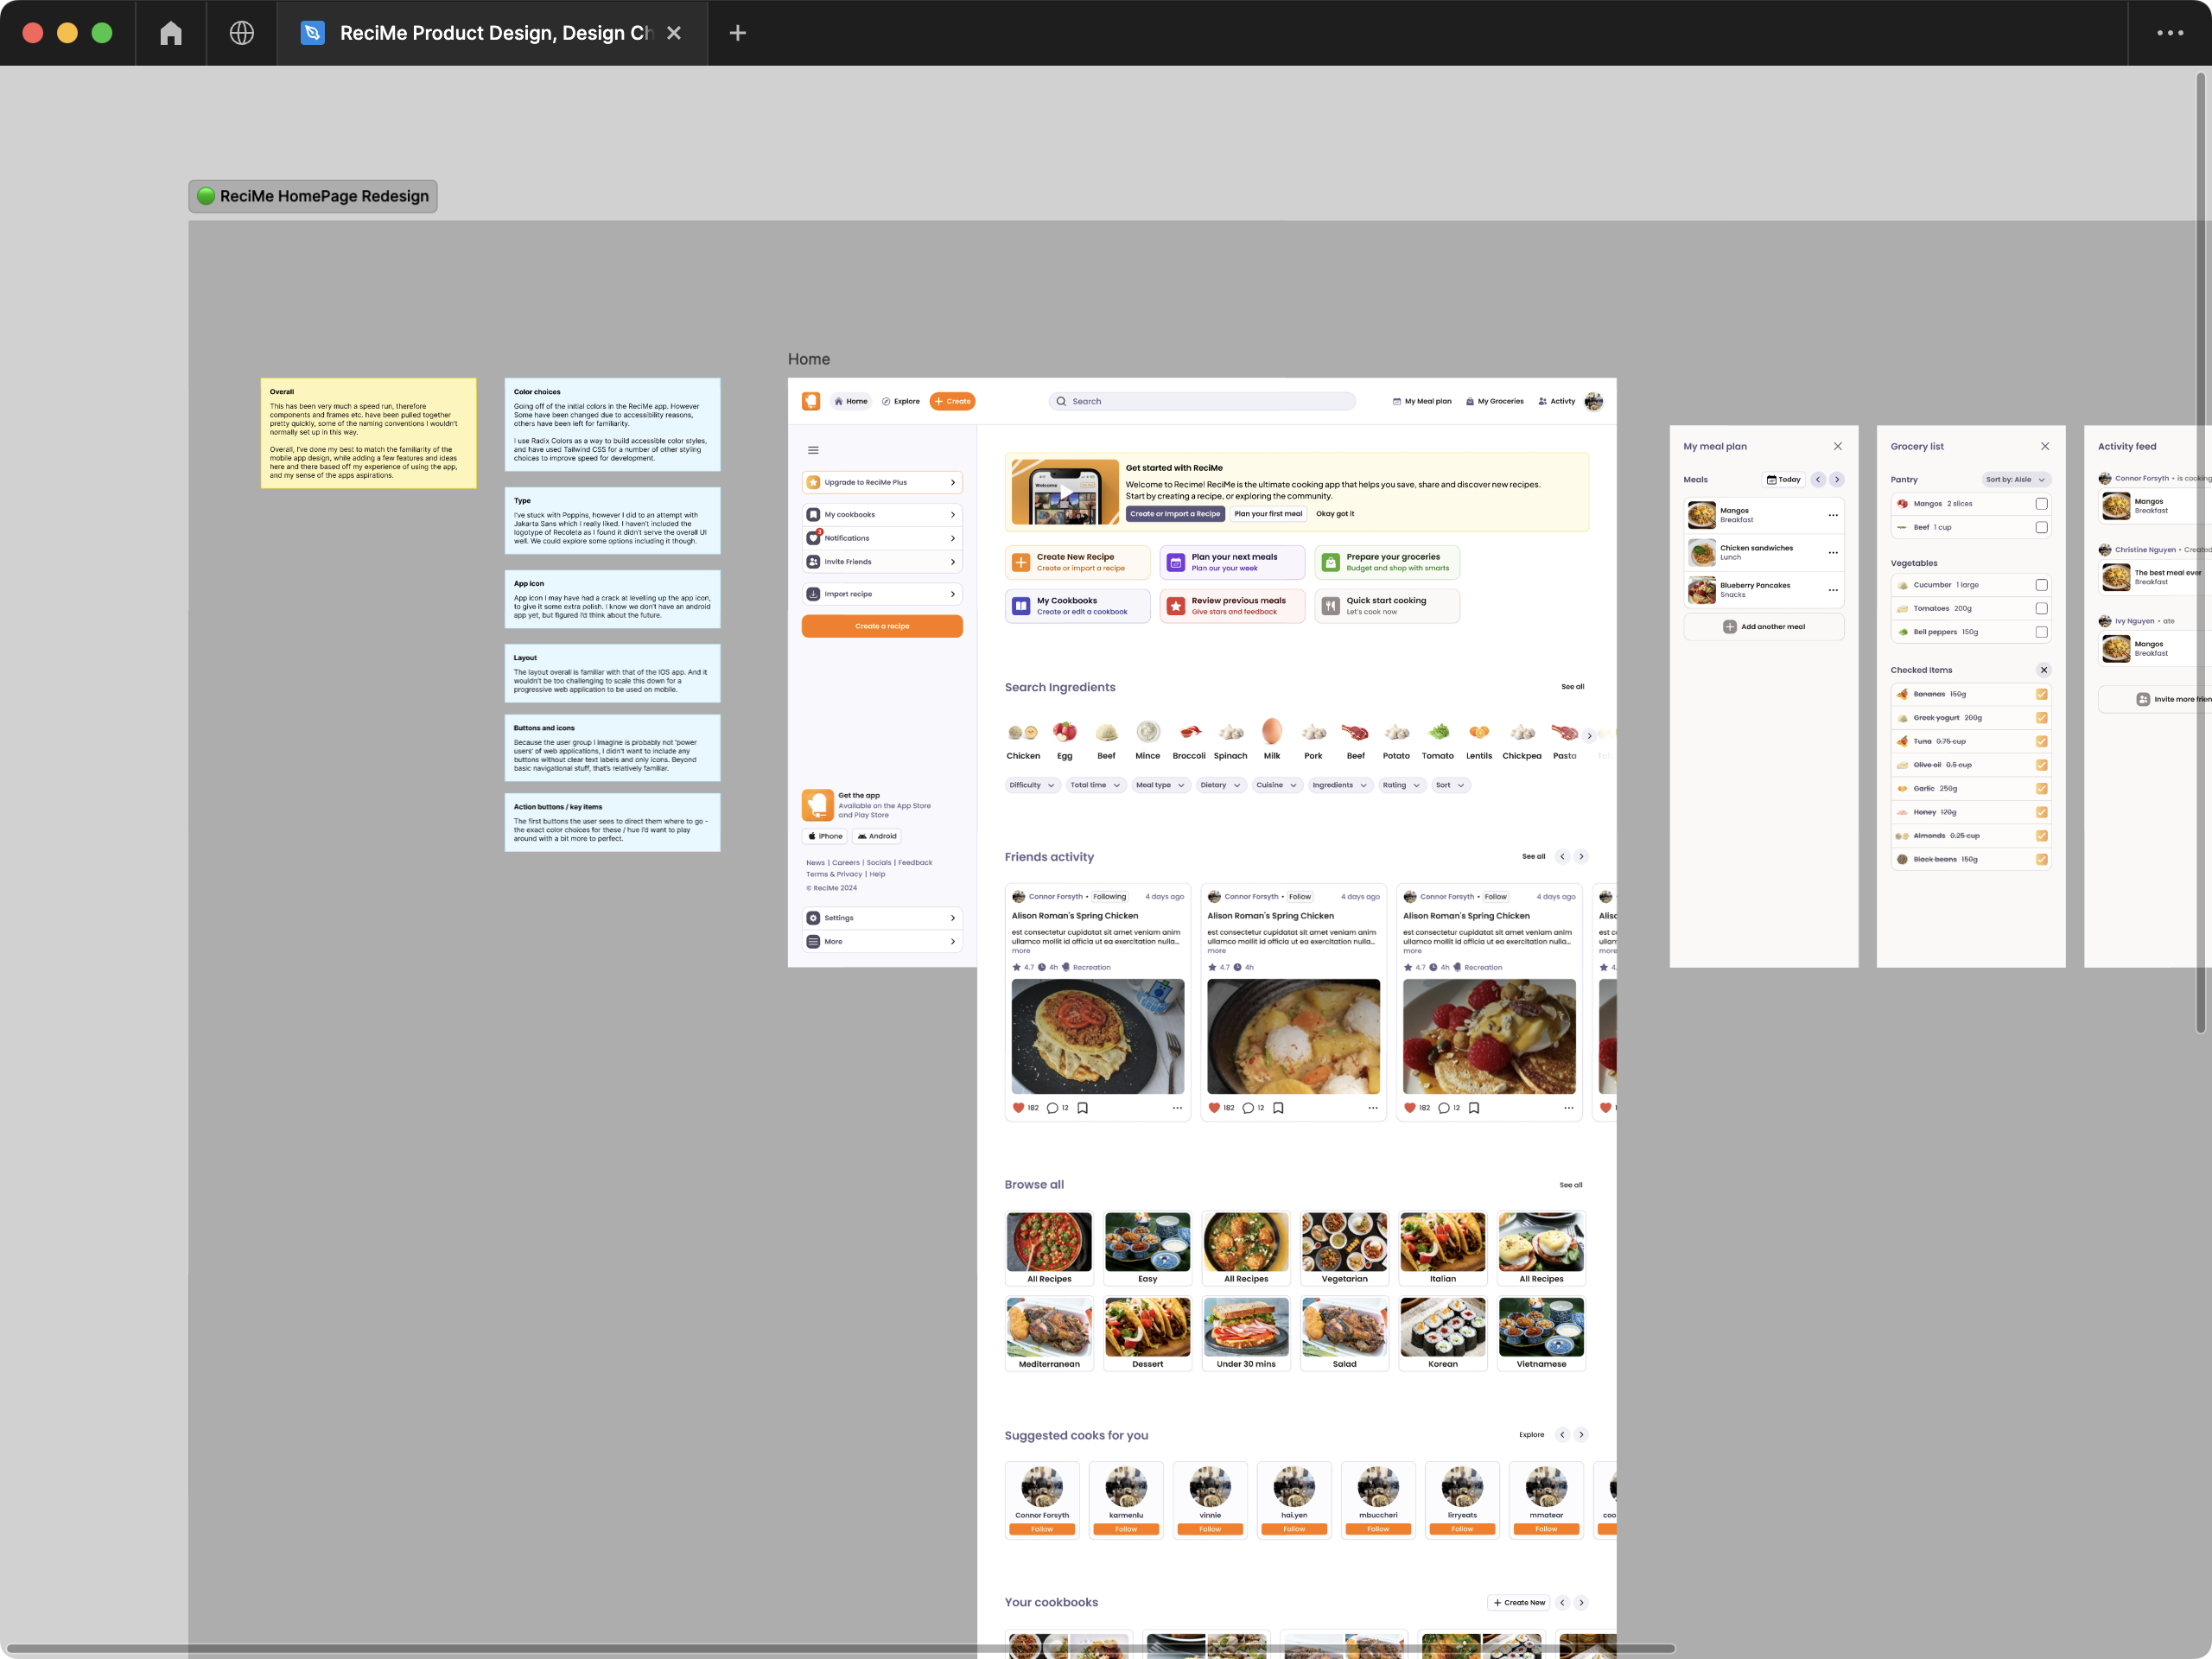 ReciMe Product Design, Design Ch
ReciMe HomePage Redesign
Overall
This has been very much a speed run, therefore
components and frames etc. have been pulled together
pretty quickly, some of the naming conventions I wouldn't
normally set up in this way.
Overall, I've done my best to match the familiarity of the
mobile app design, while adding a few features and ideas
here and there based off my experience of using the app,
and my sense of the apps aspirations.
Color choices
Going off of the initial colors in the ReciMe app. However
Some have been changed due to accessibility reasons,
others have been left for familiarity.
I use Radix Colors as a way to build accessible color styles,
and have used Tailwind CSS for a number of other styling
choices to improve speed for development.
Type
I've stuck with Poppins, however I did to an attempt with
Jakarta Sans which I really liked. I haven't included the
logotype of Recoleta as I found it didn't serve the overall UI
well. We could explore some options including it though.
App icon
App icon I may have had a crack at levelling up the app icon,
to give it some extra polish. I know we don't have an android
app yet, but figured I'd think about the future.
Layout
The layout overall is familiar with that of the IOS app. And it
wouldn't be too challenging to scale this down for a
progressive web application to be used on mobile.
Buttons and icons
Because the user group I imagine is probably not 'power
users' of web applications, I didn't want to include any
buttons without clear text labels and only icons. Beyond
basic navigational stuff, that's relatively familiar.
Action buttons / key items
The first buttons the user sees to direct them where to go -
the exact color choices for these / hue I'd want to play
around with a bit more to perfect.
Home
Home Explore + Create Search My Meal plan My Groceries Activty
Upgrade to ReciMe Plus
My cookbooks
3
Notifications
Invite Friends
Import recipe
Create a recipe
Get the app
Available on the App Store
and Play Store
iPhone Android
News | Careers | Socials | Feedback
Terms & Privacy | Help
© ReciMe 2024
Settings
More
Welcome
Get started with ReciMe
Welcome to Recime! ReciMe is the ultimate cooking app that helps you save, share and discover new recipes.
Start by creating a recipe, or exploring the community.
Create or Import a Recipe Plan your first meal Okay got it
Create New Recipe
Create or import a recipe
Plan your next meals
Plan our your week
Prepare your groceries
Budget and shop with smarts
My Cookbooks
Create or edit a cookbook
Review previous meals
Give stars and feedback
Quick start cooking
Let's cook now
Search Ingredients See all
Chicken Egg Beef Mince Broccoli Spinach Milk Pork Beef Potato Tomato Lentils Chickpea Pasta
Difficulty Total time Meal type Dietary Cuisine Ingredients Rating Sort
Friends activity See all
Connor Forsyth • Following 4 days ago
Alison Roman's Spring Chicken
est consectetur cupidatat sit amet veniam anim
ullamco mollit id officia ut ea exercitation nulla...
more
4.7 4h Recreation
182 12
Connor Forsyth • Follow 4 days ago
Alison Roman's Spring Chicken
est consectetur cupidatat sit amet veniam anim
ullamco mollit id officia ut ea exercitation nulla...
more
4.7 4h
182 12
Connor Forsyth • Follow 4 days ago
Alison Roman's Spring Chicken
est consectetur cupidatat sit amet veniam anim
ullamco mollit id officia ut ea exercitation nulla...
more
4.7 4h Recreation
182 12
Alisc
est c
ullam
more
4.
Browse all See all
All Recipes Easy All Recipes Vegetarian Italian All Recipes
Mediterranean Dessert Under 30 mins Salad Korean Vietnamese
Suggested cooks for you Explore
Connor Forsyth karmenlu vinnie hai.yen mbuccheri lirryeats mmatear coo
Follow Follow Follow Follow Follow Follow Follow
Your cookbooks + Create New
My meal plan
Meals Today
Mangos
Breakfast
Chicken sandwiches
Lunch
Blueberry Pancakes
Snacks
Add another meal
Grocery list
Pantry Sort by: Aisle
Mangos 2 slices
Beef 1 cup
Vegetables
Cucumber 1 large
Tomatoes 200g
Bell peppers 150g
Checked Items
Bananas 150g
Greek yogurt 200g
Tuna 0.75 cup
Olive oil 0.5 cup
Garlic 250g
Honey 120g
Almonds 0.25 cup
Black beans 150g
Activity feed
Connor Forsyth • is cooking
Mangos
Breakfast
Christine Nguyen • Created
The best meal ever
Breakfast
Ivy Nguyen • ate
Mangos
Breakfast
Invite more frien